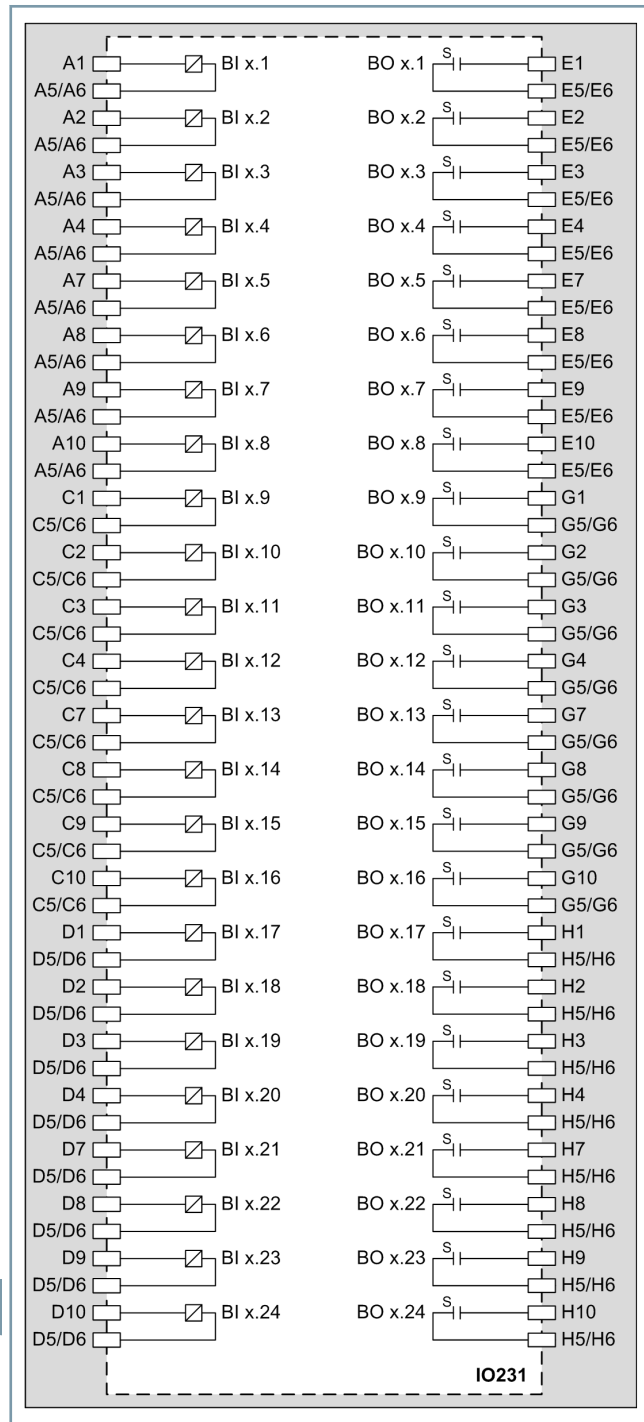 A1 BI x.1 BO x.1 S E1
A5/A6 E5/E6
A2 BI x.2 BO x.2 S E2
A5/A6 E5/E6
A3 BI x.3 BO x.3 S E3
A5/A6 E5/E6
A4 BI x.4 BO x.4 S E4
A5/A6 E5/E6
A7 BI x.5 BO x.5 S E7
A5/A6 E5/E6
A8 BI x.6 BO x.6 S E8
A5/A6 E5/E6
A9 BI x.7 BO x.7 S E9
A5/A6 E5/E6
A10 BI x.8 BO x.8 S E10
A5/A6 E5/E6
C1 BI x.9 BO x.9 S G1
C5/C6 G5/G6
C2 BI x.10 BO x.10 S G2
C5/C6 G5/G6
C3 BI x.11 BO x.11 S G3
C5/C6 G5/G6
C4 BI x.12 BO x.12 S G4
C5/C6 G5/G6
C7 BI x.13 BO x.13 S G7
C5/C6 G5/G6
C8 BI x.14 BO x.14 S G8
C5/C6 G5/G6
C9 BI x.15 BO x.15 S G9
C5/C6 G5/G6
C10 BI x.16 BO x.16 S G10
C5/C6 G5/G6
D1 BI x.17 BO x.17 S H1
D5/D6 H5/H6
D2 BI x.18 BO x.18 S H2
D5/D6 H5/H6
D3 BI x.19 BO x.19 S H3
D5/D6 H5/H6
D4 BI x.20 BO x.20 S H4
D5/D6 H5/H6
D7 BI x.21 BO x.21 S H7
D5/D6 H5/H6
D8 BI x.22 BO x.22 S H8
D5/D6 H5/H6
D9 BI x.23 BO x.23 S H9
D5/D6 H5/H6
D10 BI x.24 BO x.24 S H10
D5/D6 H5/H6
IO231